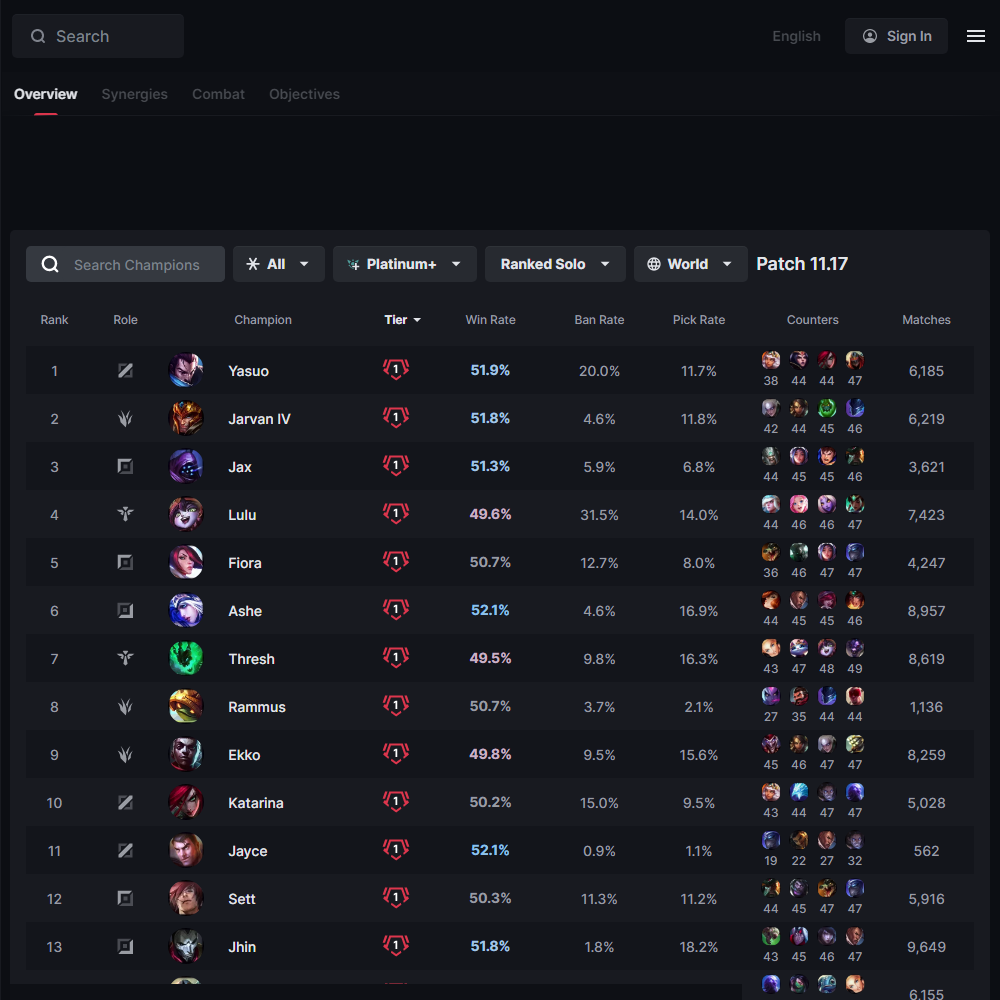 Search English Sign In
Overview Synergies Combat Objectives
Search Champions All Platinum+ Ranked Solo World Patch 11.17
Rank Role Champion Tier Win Rate Ban Rate Pick Rate Counters Matches
1 Yasuo 1 51.9% 20.0% 11.7% 38 44 44 47 6,185
2 Jarvan IV 1 51.8% 4.6% 11.8% 42 44 45 46 6,219
3 Jax 1 51.3% 5.9% 6.8% 44 45 45 46 3,621
4 Lulu 1 49.6% 31.5% 14.0% 44 46 46 47 7,423
5 Fiora 1 50.7% 12.7% 8.0% 36 46 47 47 4,247
6 Ashe 1 52.1% 4.6% 16.9% 44 45 45 46 8,957
7 Thresh 1 49.5% 9.8% 16.3% 43 47 48 49 8,619
8 Rammus 1 50.7% 3.7% 2.1% 27 35 44 44 1,136
9 Ekko 1 49.8% 9.5% 15.6% 45 46 47 47 8,259
10 Katarina 1 50.2% 15.0% 9.5% 43 44 47 47 5,028
11 Jayce 1 52.1% 0.9% 1.1% 19 22 27 32 562
12 Sett 1 50.3% 11.3% 11.2% 44 45 47 47 5,916
13 Jhin 1 51.8% 1.8% 18.2% 43 45 46 47 9,649
6,155